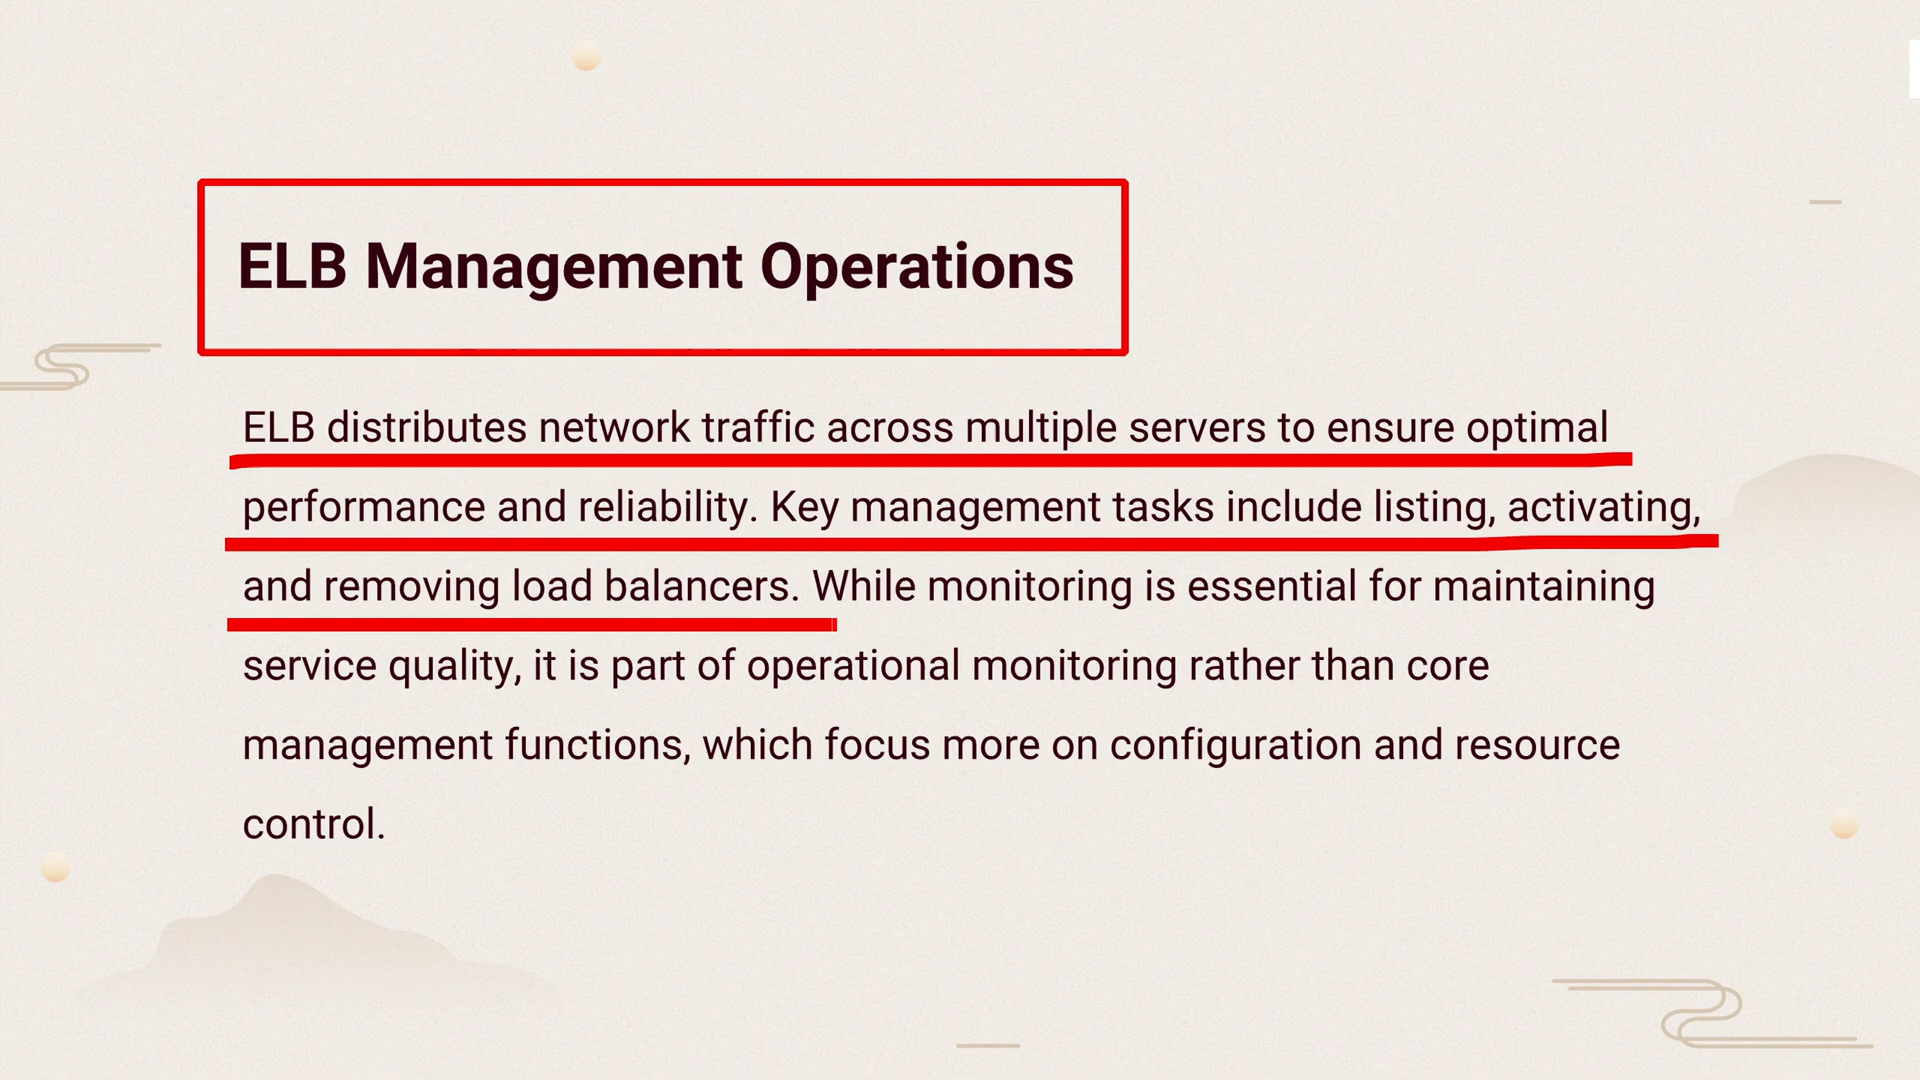 ELB Management Operations
ELB distributes network traffic across multiple servers to ensure optimal
performance and reliability. Key management tasks include listing, activating,
and removing load balancers. While monitoring is essential for maintaining
service quality, it is part of operational monitoring rather than core
management functions, which focus more on configuration and resource
control.